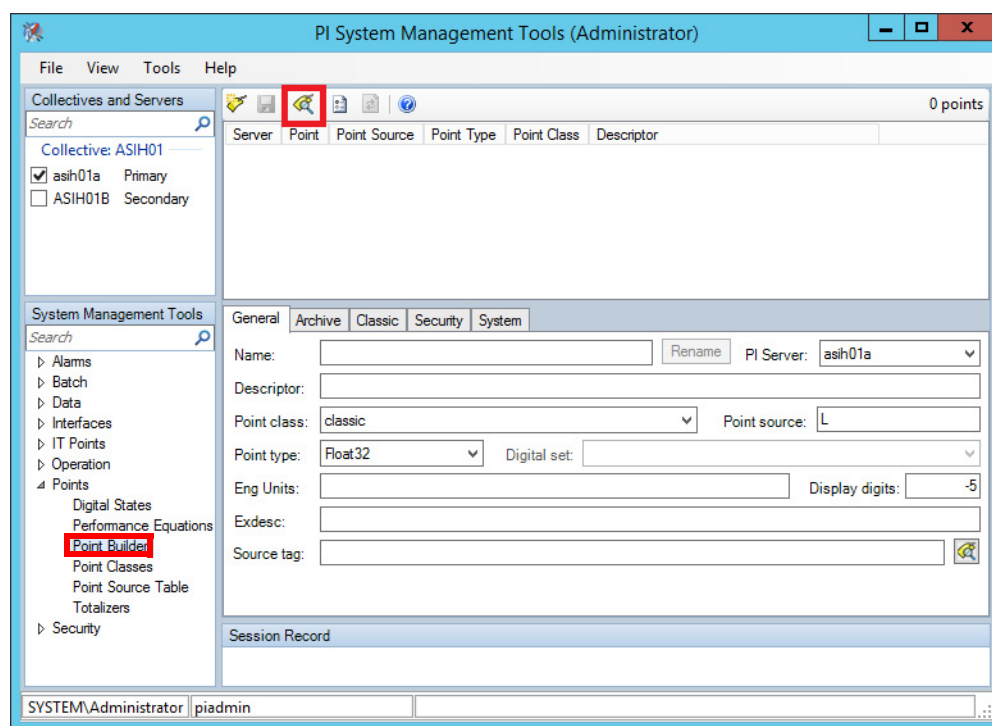 PI System Management Tools (Administrator)
File View Tools Help
Collectives and Servers
Search
Collective: ASIH01
asih01a Primary
ASIH01B Secondary
0 points
Server Point Point Source Point Type Point Class Descriptor
System Management Tools
Search
Alarms
Batch
Data
Interfaces
IT Points
Operation
Points
Digital States
Performance Equations
Point Builder
Point Classes
Point Source Table
Totalizers
Security
General Archive Classic Security System
Name: Rename PI Server: asih01a
Descriptor:
Point class: classic Point source: L
Point type: Float32 Digital set:
Eng Units: Display digits: -5
Exdesc:
Source tag:
Session Record
SYSTEM\Administrator piadmin